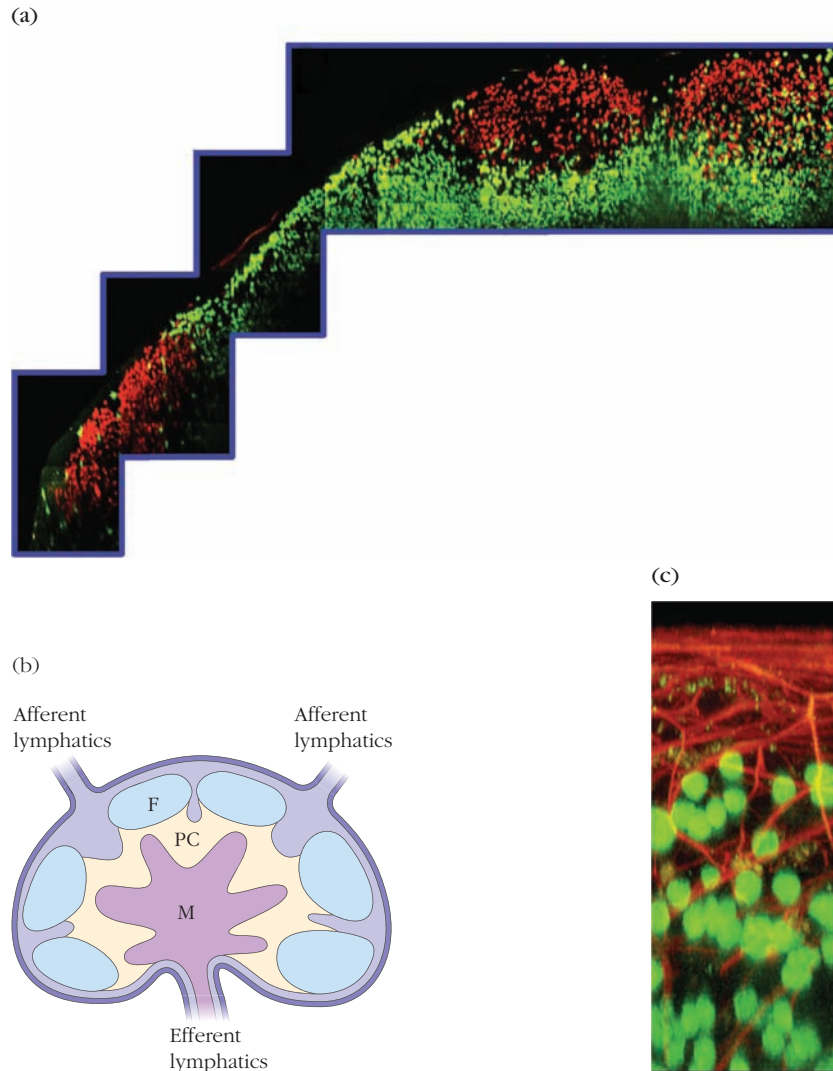 (a)
(c)
(b)
Afferent
lymphatics
Afferent
lymphatics
F
PC
M
Efferent
lymphatics